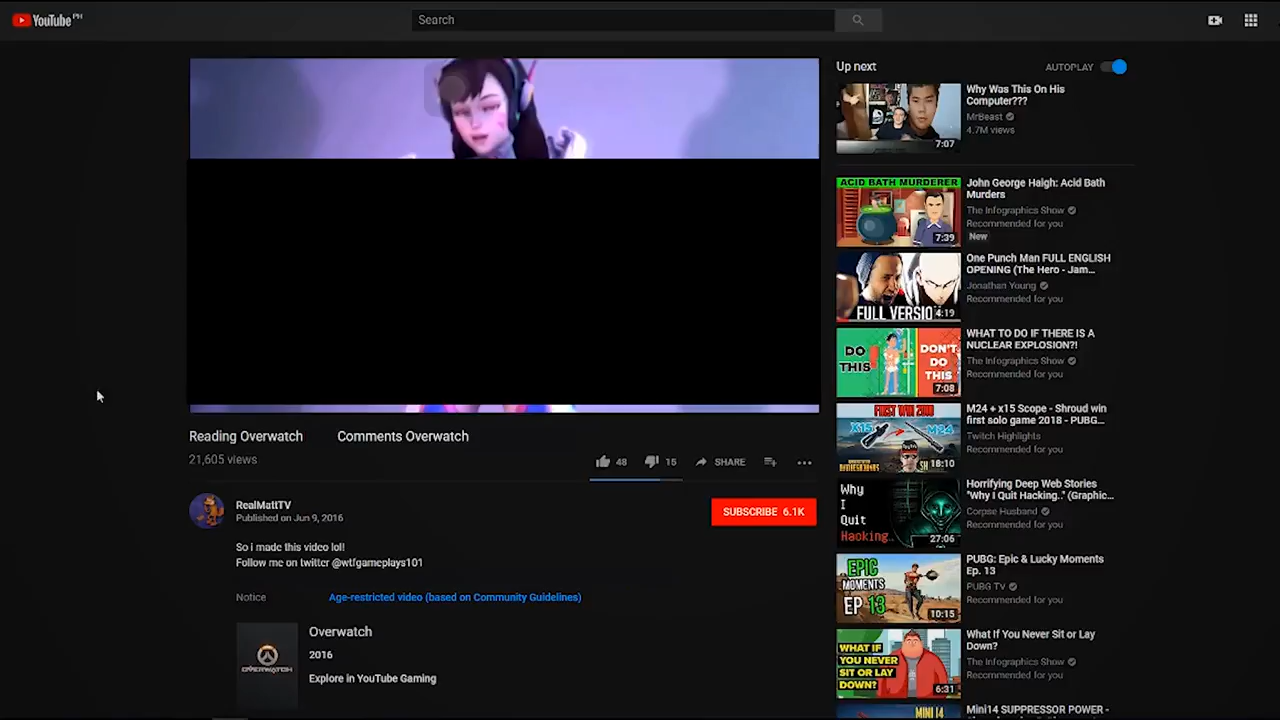 YouTube PH
Search
Up next
AUTOPLAY
Why Was This On His
Computer???
MrBeast
4.7M views
7:07
ACID BATH MURDERER
7:39
John George Haigh: Acid Bath
Murders
The Infographics Show
Recommended for you
New
FULL VERSIO
4:19
One Punch Man FULL ENGLISH
OPENING (The Hero - Jam...
Jonathan Young
Recommended for you
DO
THIS
DON'T
DO
THIS
7:08
WHAT TO DO IF THERE IS A
NUCLEAR EXPLOSION?!
The Infographics Show
Recommended for you
X15
M24
18:10
M24 + x15 Scope - Shroud win
first solo game 2018 - PUBG...
Twitch Highlights
Recommended for you
Why
I
Quit
Hacking..
27:06
Horrifying Deep Web Stories
"Why I Quit Hacking.." (Graphic...
Corpse Husband
Recommended for you
EPIC
MOMENTS
EP 13
10:15
PUBG: Epic & Lucky Moments
Ep. 13
PUBG TV
Recommended for you
WHAT IF
YOU NEVER
SIT OR LAY
DOWN?
6:31
What If You Never Sit or Lay
Down?
The Infographics Show
Recommended for you
MINI 14
Mini14 SUPPRESSOR POWER -
Reading Overwatch Comments Overwatch
21,605 views
48 15 SHARE
RealMattTV
Published on Jun 9, 2016
SUBSCRIBE 6.1K
So i made this video lol!
Follow me on twitter @wtfgameplays101
Notice Age-restricted video (based on Community Guidelines)
OVERWATCH
Overwatch
2016
Explore in YouTube Gaming